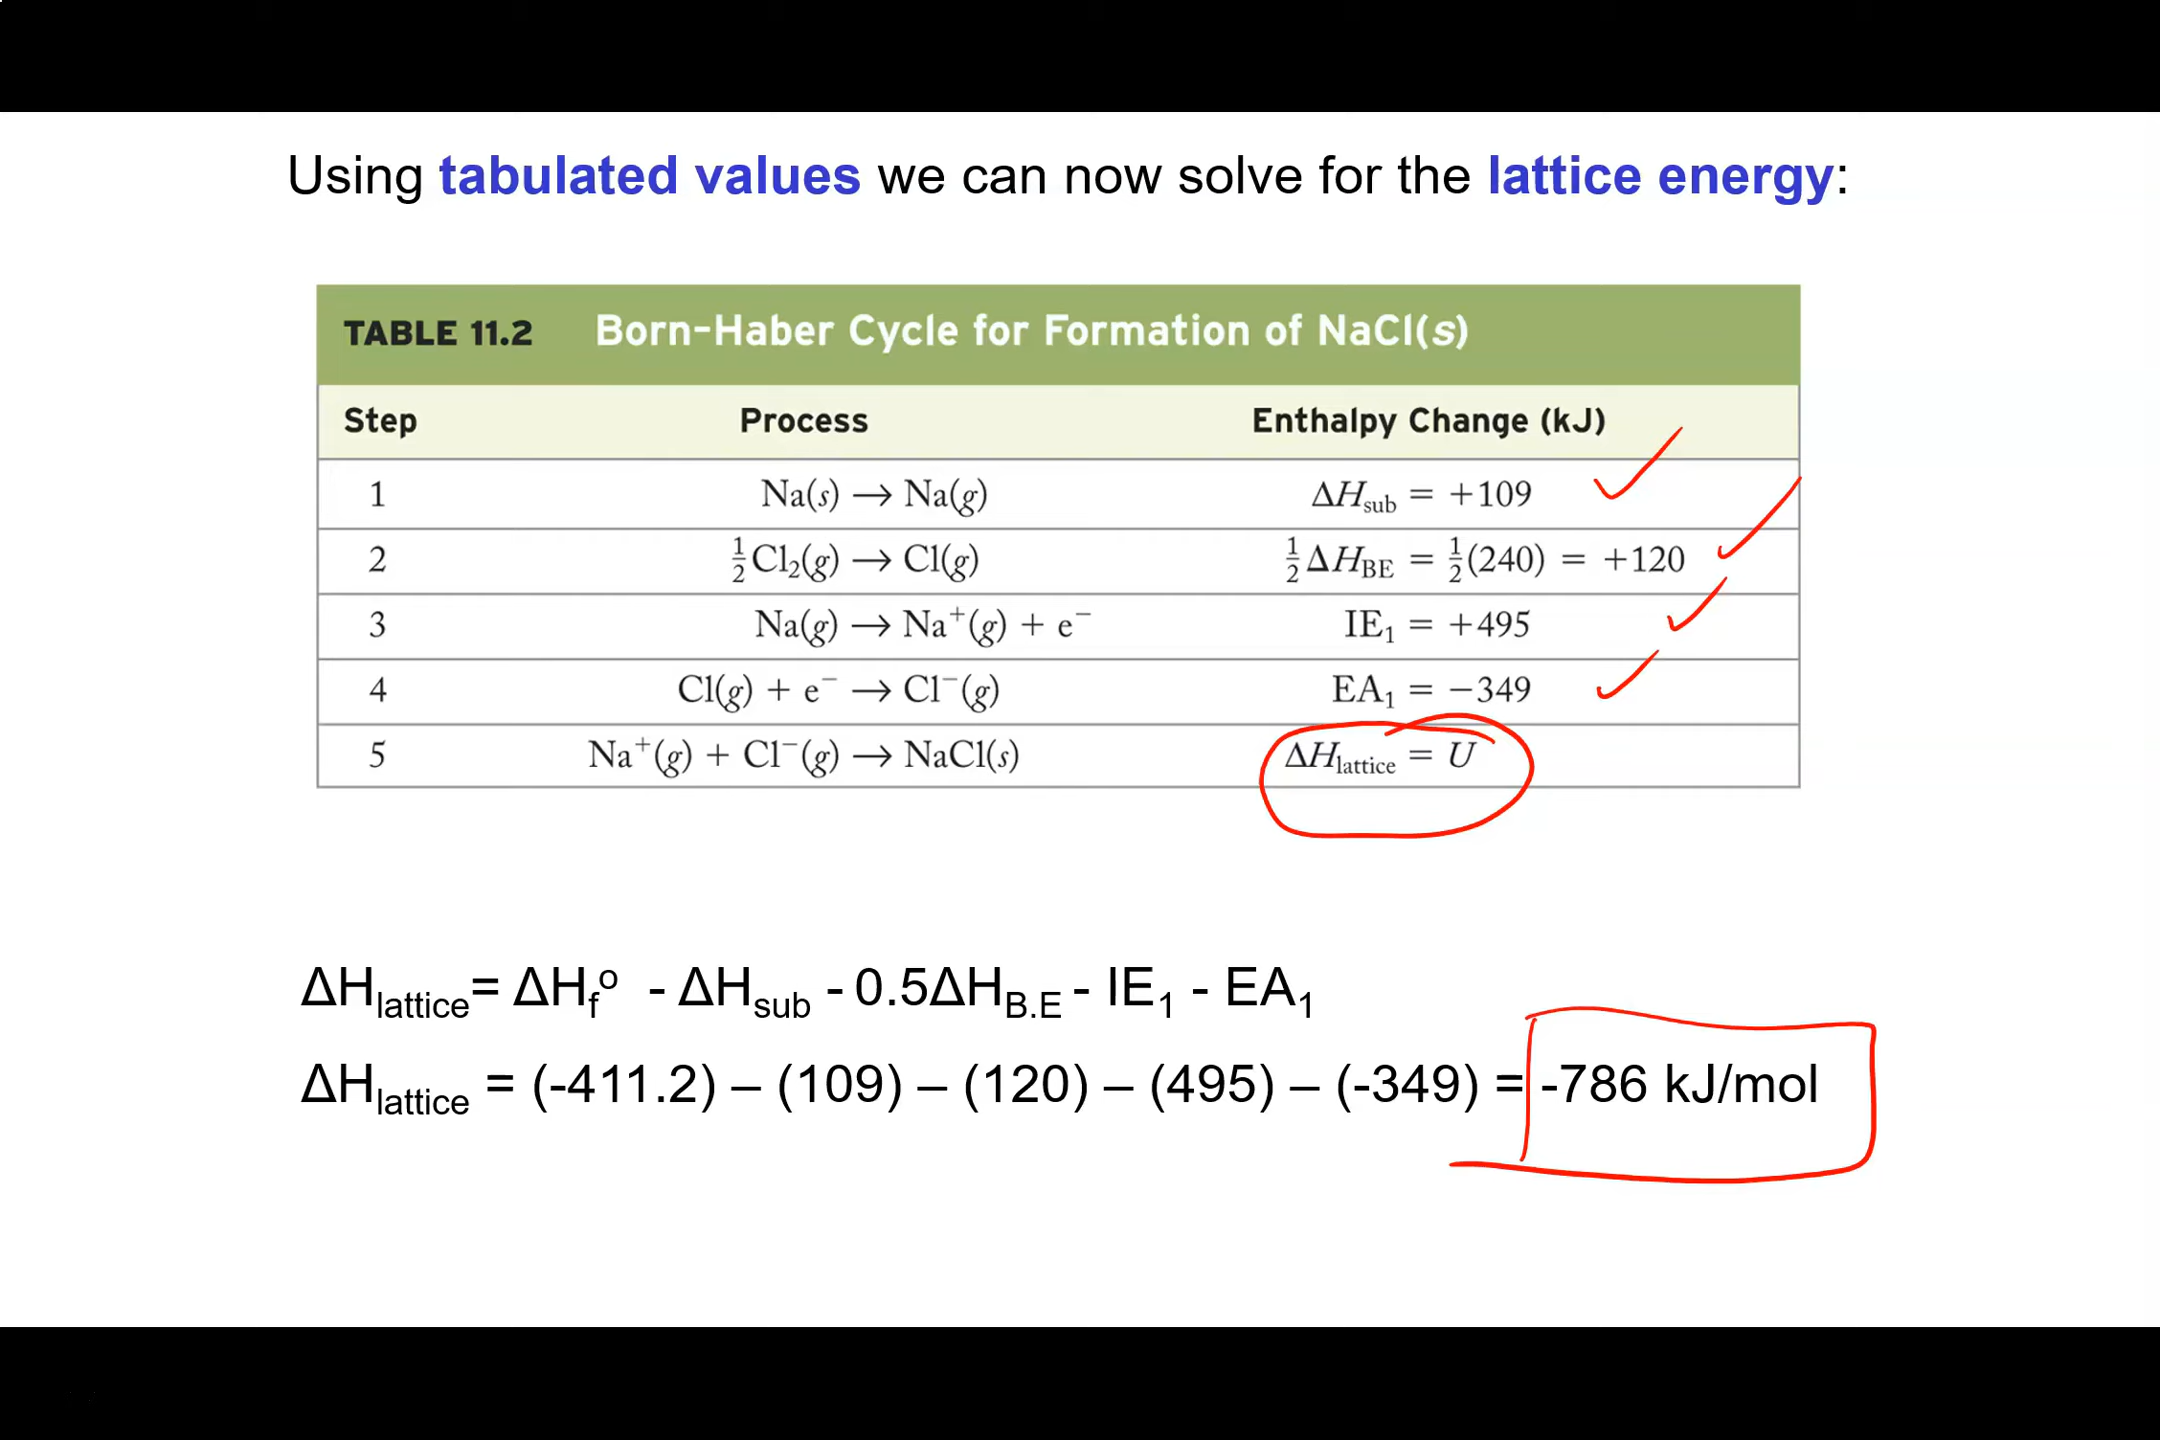 Using tabulated values we can now solve for the lattice energy:
TABLE 11.2 Born-Haber Cycle for Formation of NaCl(s)
Step Process Enthalpy Change (kJ)
1 Na(s) → Na(g) ΔH_sub = +109
2 ½Cl₂(g) → Cl(g) ½ΔH_BE = ½(240) = +120
3 Na(g) → Na⁺(g) + e⁻ IE₁ = +495
4 Cl(g) + e⁻ → Cl⁻(g) EA₁ = −349
5 Na⁺(g) + Cl⁻(g) → NaCl(s) ΔH_lattice = U
ΔH_lattice= ΔH_f° - ΔH_sub - 0.5ΔH_B.E - IE₁ - EA₁
ΔH_lattice = (-411.2) – (109) – (120) – (495) – (-349) = -786 kJ/mol